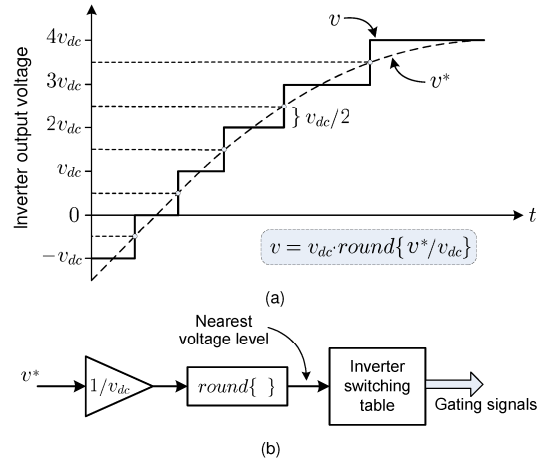 Inverter output voltage
4v_dc
3v_dc
2v_dc
v_dc
0
−v_dc
v
v*
} v_dc/2
t
v = v_dc·round{v*/v_dc}
(a)
Nearest
voltage level
v*
1/v_dc
round{ }
Inverter
switching
table
Gating signals
(b)